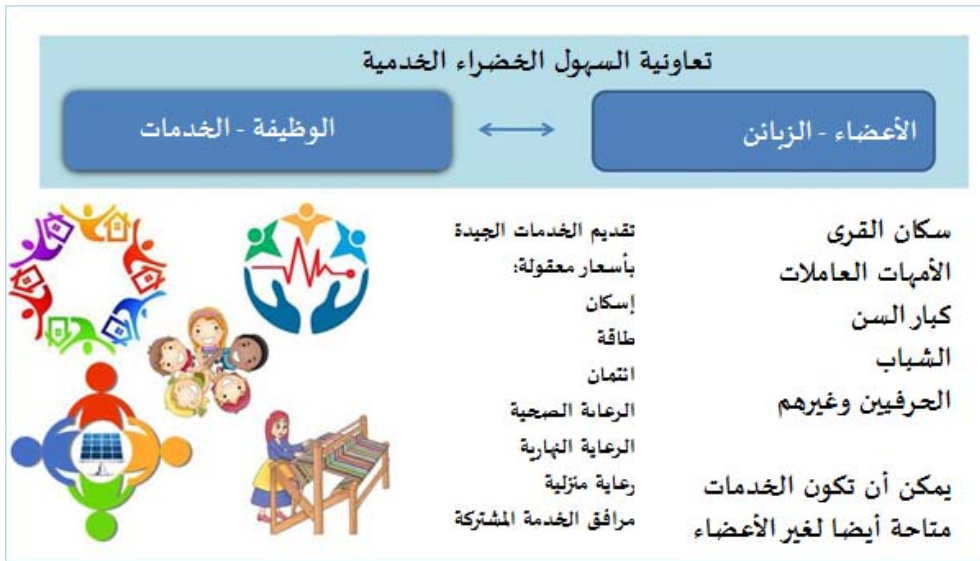 تعاونية السهول الخضراء الخدمية
الأعضاء - الزبائن
الوظيفة - الخدمات
سكان القرى
الأمهات العاملات
كبار السن
الشباب
الحرفيين وغيرهم
يمكن أن تكون الخدمات
متاحة أيضا لغير الأعضاء
تقديم الخدمات الجيدة
بأسعار معقولة:
إسكان
طاقة
ائتمان
الرعاية الصحية
الرعاية النهارية
رعاية منزلية
مرافق الخدمة المشتركة